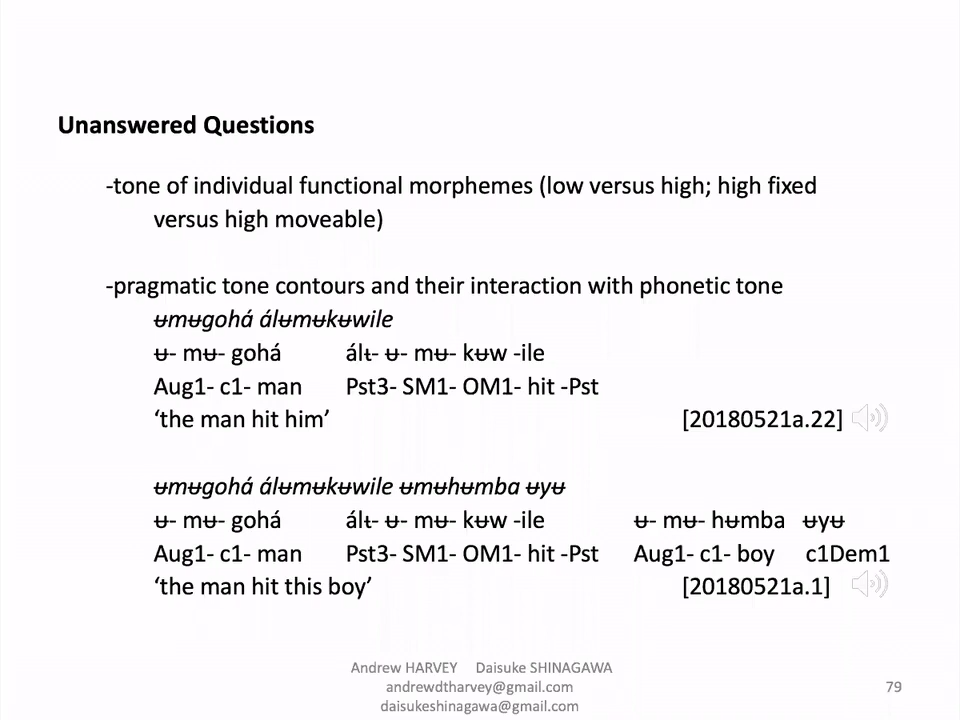 Unanswered Questions
-tone of individual functional morphemes (low versus high; high fixed
versus high moveable)
-pragmatic tone contours and their interaction with phonetic tone
ʉmʉgohá álʉmʉkʉwile
ʉ- mʉ- gohá álɨ- ʉ- mʉ- kʉw -ile
Aug1- c1- man Pst3- SM1- OM1- hit -Pst
‘the man hit him’ [20180521a.22]
ʉmʉgohá álʉmʉkʉwile ʉmʉhʉmba ʉyʉ
ʉ- mʉ- gohá álɨ- ʉ- mʉ- kʉw -ile ʉ- mʉ- hʉmba ʉyʉ
Aug1- c1- man Pst3- SM1- OM1- hit -Pst Aug1- c1- boy c1Dem1
‘the man hit this boy’ [20180521a.1]
Andrew HARVEY Daisuke SHINAGAWA
andrewdtharvey@gmail.com 79
daisukeshinagawa@gmail.com